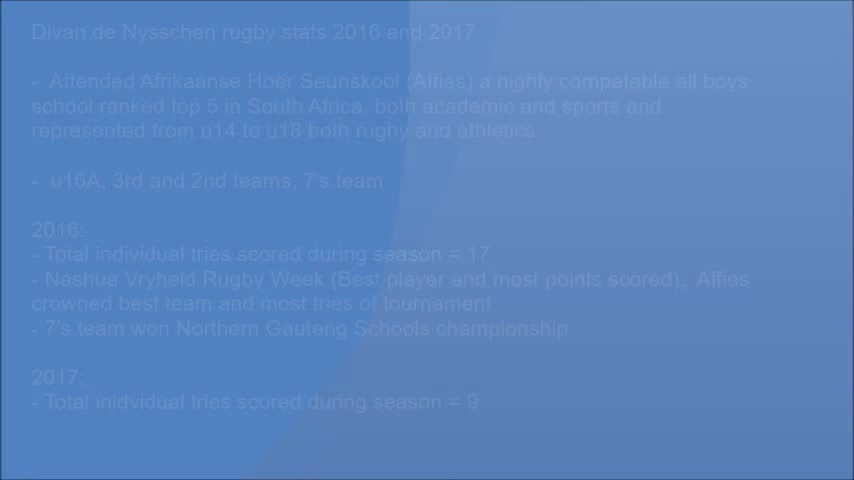 Divan de Nysschen rugby stats 2016 and 2017
- Attended Afrikaanse Hoër Seunskool (Affies) a highly competable all boys
school ranked top 5 in South Africa, both academic and sports and
represented from u14 to u18 both rugby and athletics.
- u16A, 3rd and 2nd teams, 7's team
2016:
- Total individual tries scored during season = 17
- Nashua Vryheid Rugby Week (Best player and most points scored), Affies
crowned best team and most tries of tournament
- 7's team won Northern Gauteng Schools championship
2017:
- Total inidvidual tries scored during season = 9